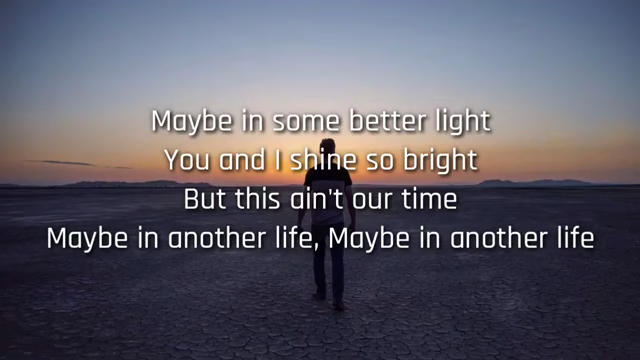 Maybe in some better light
You and I shine so bright
But this ain't our time
Maybe in another life, Maybe in another life